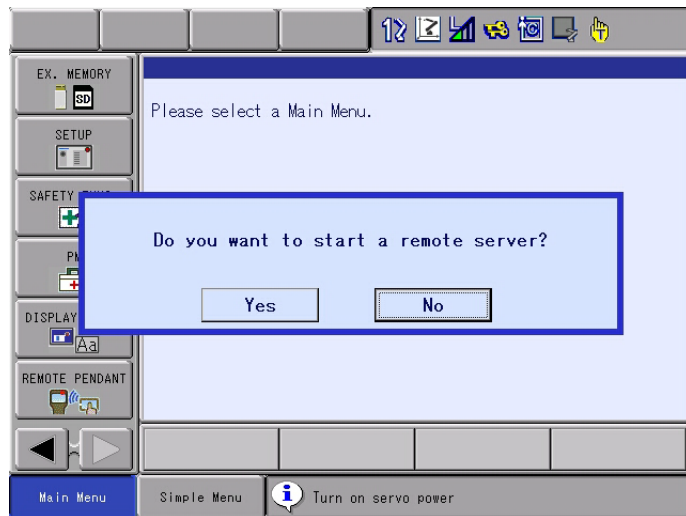 EX. MEMORY
SD
Please select a Main Menu.
SETUP
SAFETY
Do you want to start a remote server?
Yes
No
DISPLAY
Aa
REMOTE PENDANT
Main Menu
Simple Menu
Turn on servo power